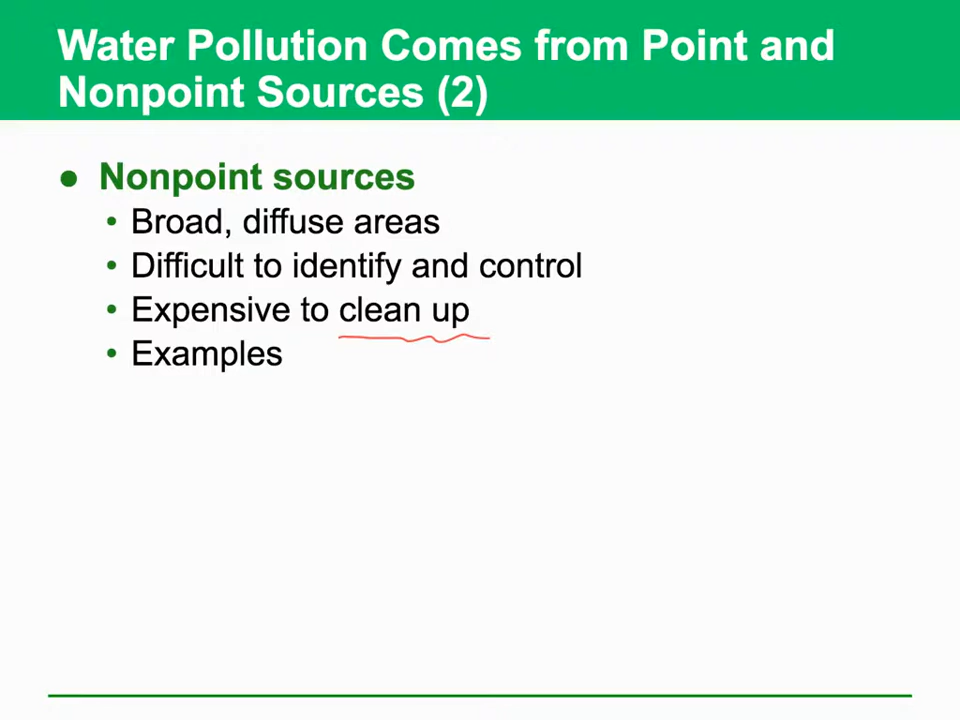 Water Pollution Comes from Point and
Nonpoint Sources (2)
● Nonpoint sources
• Broad, diffuse areas
• Difficult to identify and control
• Expensive to clean up
• Examples